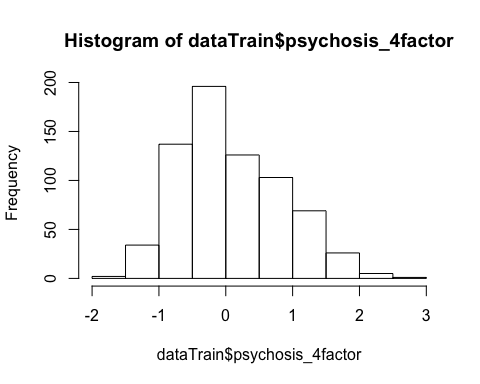 Histogram of dataTrain$psychosis_4factor
Frequency
200
150
100
50
0
-2 -1 0 1 2 3
dataTrain$psychosis_4factor